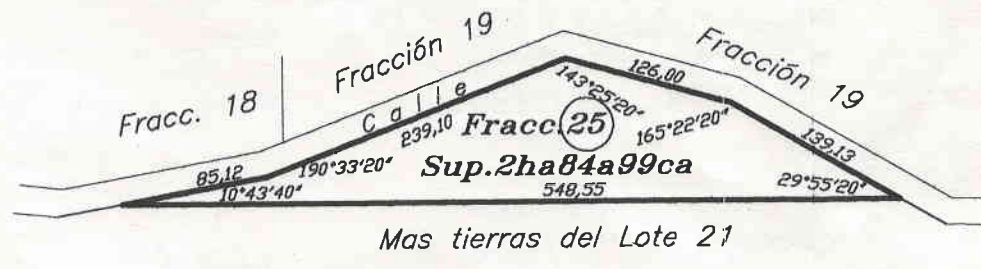 Fracción 19
Fracción 19
Fracc. 18
Calle
126,00
143°25'20"
239,10
Fracc. 25
165°22'20"
139,13
85,12
190°33'20"
Sup.2ha84a99ca
10°43'40"
548,55
29°55'20"
Mas tierras del Lote 21